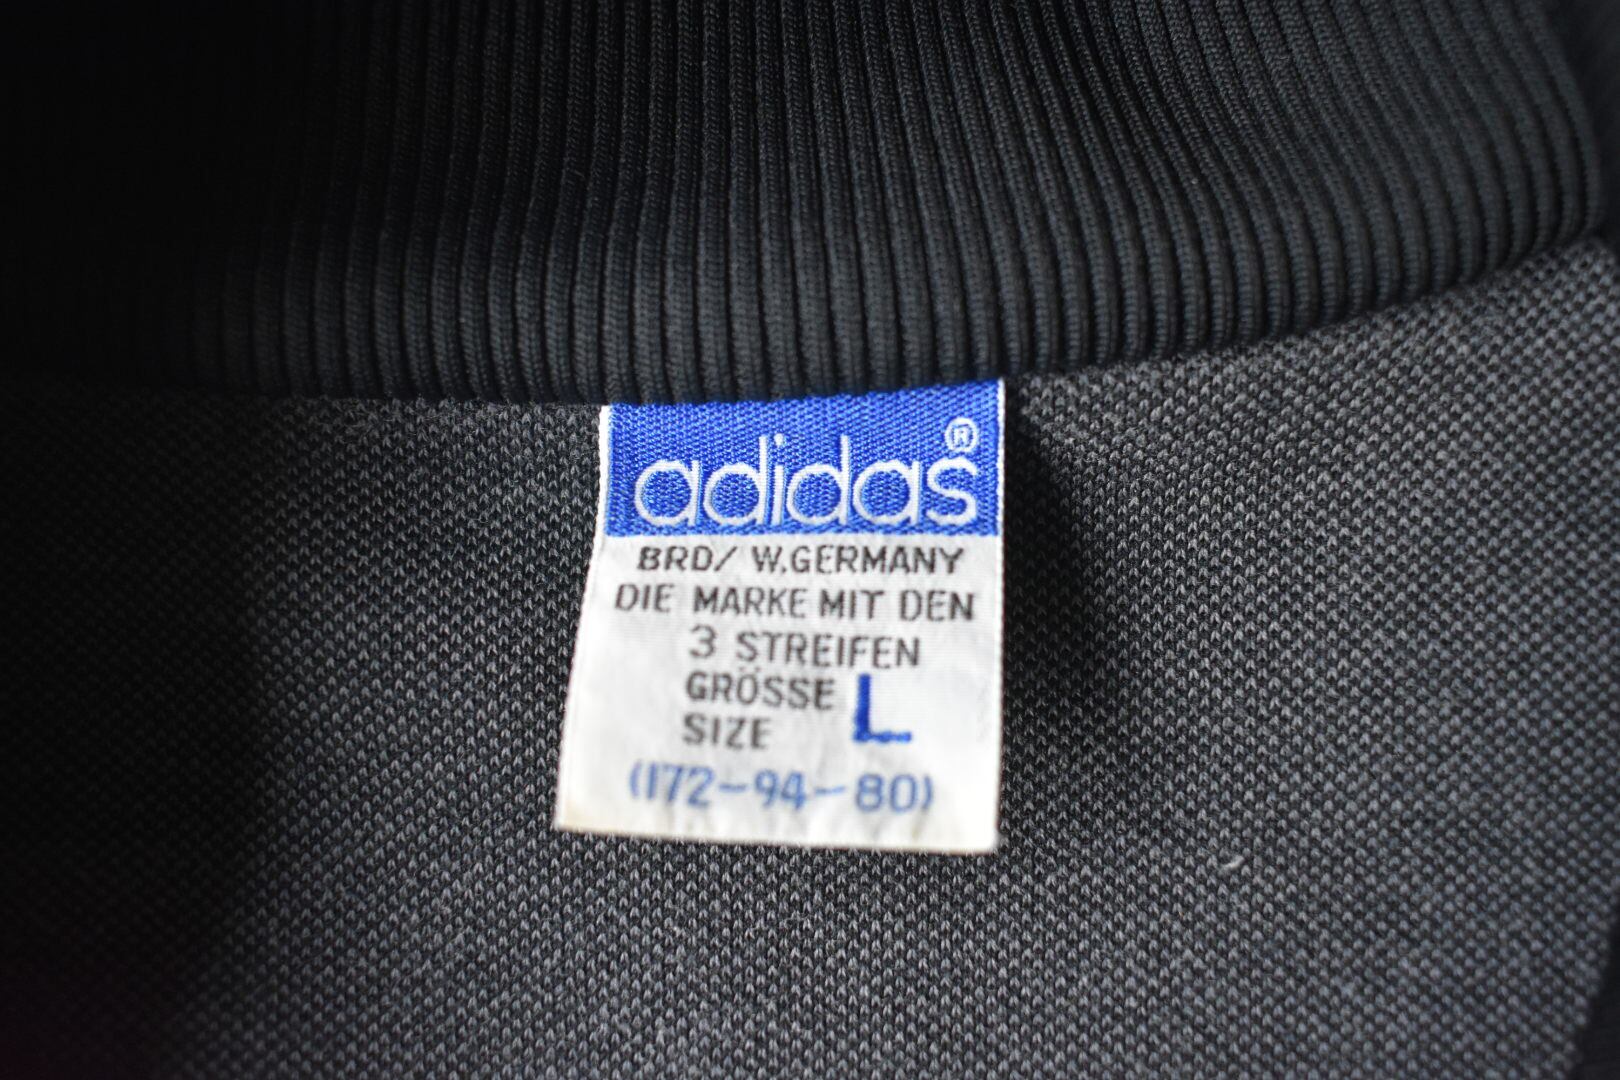 adidas®
BRD/ W.GERMANY
DIE MARKE MIT DEN
3 STREIFEN
GRÖSSE L
SIZE
(172-94-80)